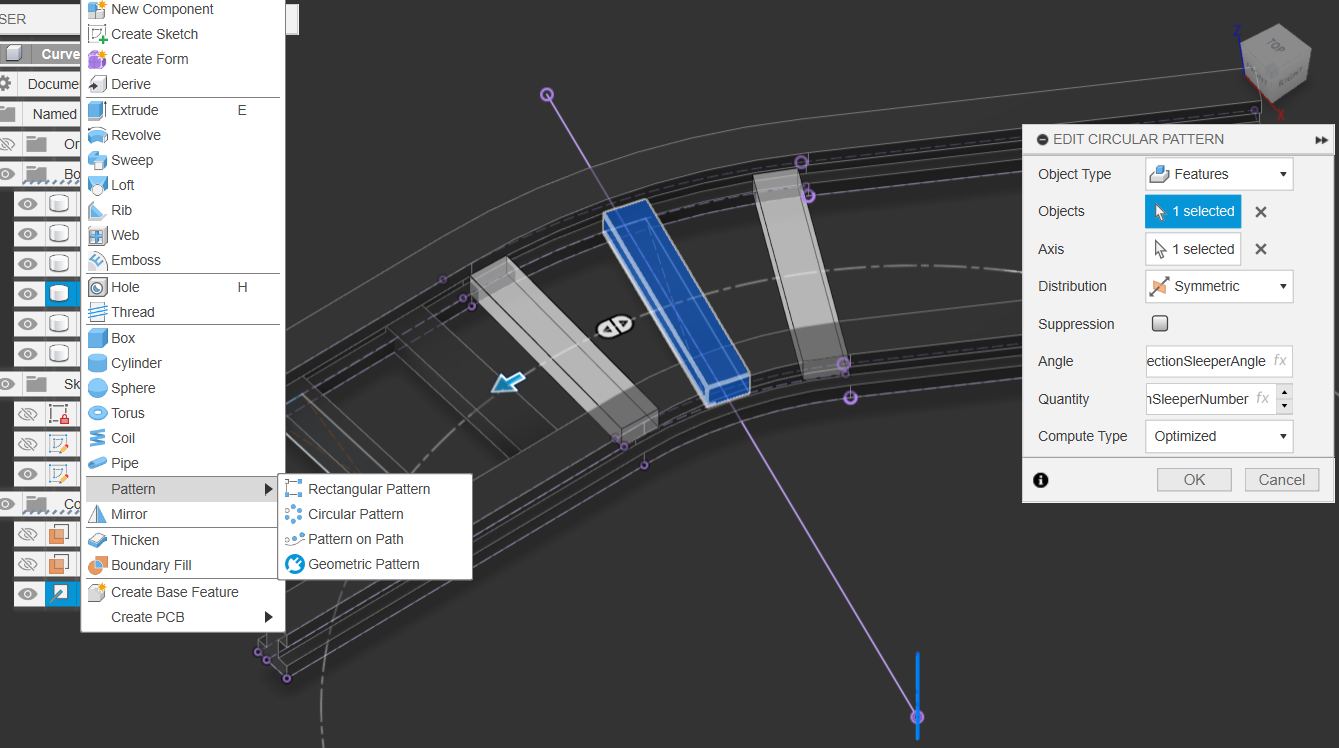 SER
Curve
Docume
Named
Or
Bo
Sk
Co
New Component
Create Sketch
Create Form
Derive
Extrude E
Revolve
Sweep
Loft
Rib
Web
Emboss
Hole H
Thread
Box
Cylinder
Sphere
Torus
Coil
Pipe
Pattern
Mirror
Thicken
Boundary Fill
Create Base Feature
Create PCB
Rectangular Pattern
Circular Pattern
Pattern on Path
Geometric Pattern
Z
TOP
RIGHT
X
EDIT CIRCULAR PATTERN
Object Type Features
Objects 1 selected
Axis 1 selected
Distribution Symmetric
Suppression
Angle ectionSleeperAngle fx
Quantity nSleeperNumber fx
Compute Type Optimized
OK Cancel